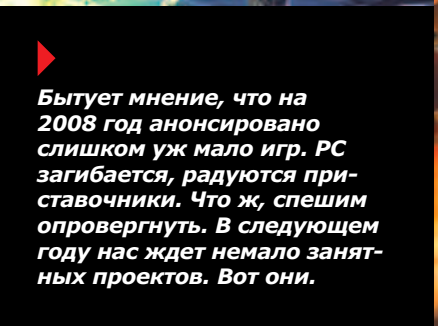 Бытует мнение, что на
2008 год анонсировано
слишком уж мало игр. PC
загибается, радуются при-
ставочники. Что ж, спешим
опровергнуть. В следующем
году нас ждет немало занят-
ных проектов. Вот они.